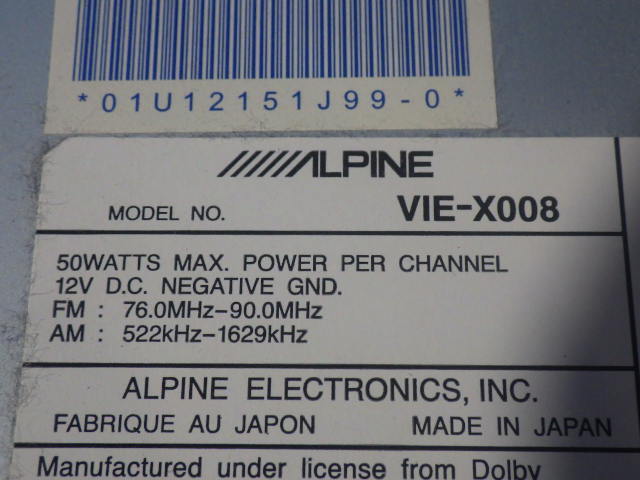 *01U12151J99-0*
ALPINE
MODEL NO. VIE-X008
50WATTS MAX. POWER PER CHANNEL
12V D.C. NEGATIVE GND.
FM : 76.0MHz-90.0MHz
AM : 522kHz-1629kHz
ALPINE ELECTRONICS, INC.
FABRIQUE AU JAPON MADE IN JAPAN
Manufactured under license from Dolby